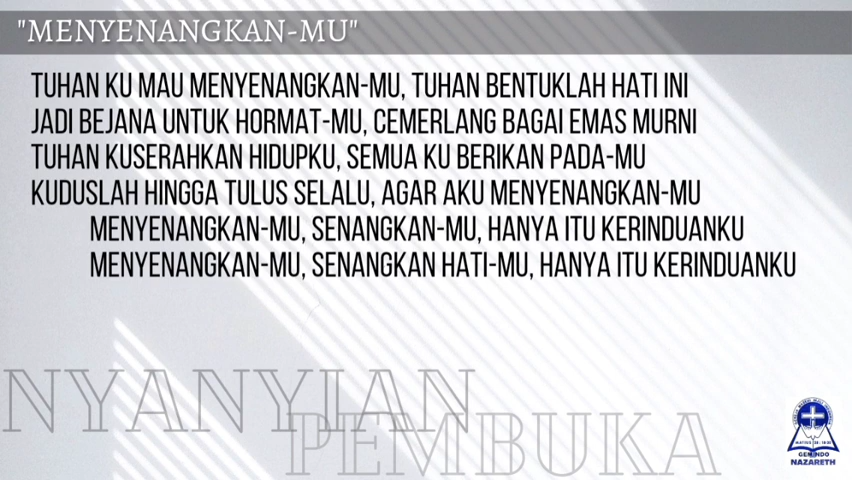 "MENYENANGKAN-MU"
TUHAN KU MAU MENYENANGKAN-MU, TUHAN BENTUKLAH HATI INI
JADI BEJANA UNTUK HORMAT-MU, CEMERLANG BAGAI EMAS MURNI
TUHAN KUSERAHKAN HIDUPKU, SEMUA KU BERIKAN PADA-MU
KUDUSLAH HINGGA TULUS SELALU, AGAR AKU MENYENANGKAN-MU
MENYENANGKAN-MU, SENANGKAN-MU, HANYA ITU KERINDUANKU
MENYENANGKAN-MU, SENANGKAN HATI-MU, HANYA ITU KERINDUANKU
NYANYIAN
PEMBUKA
GEMINDO
NAZARETH